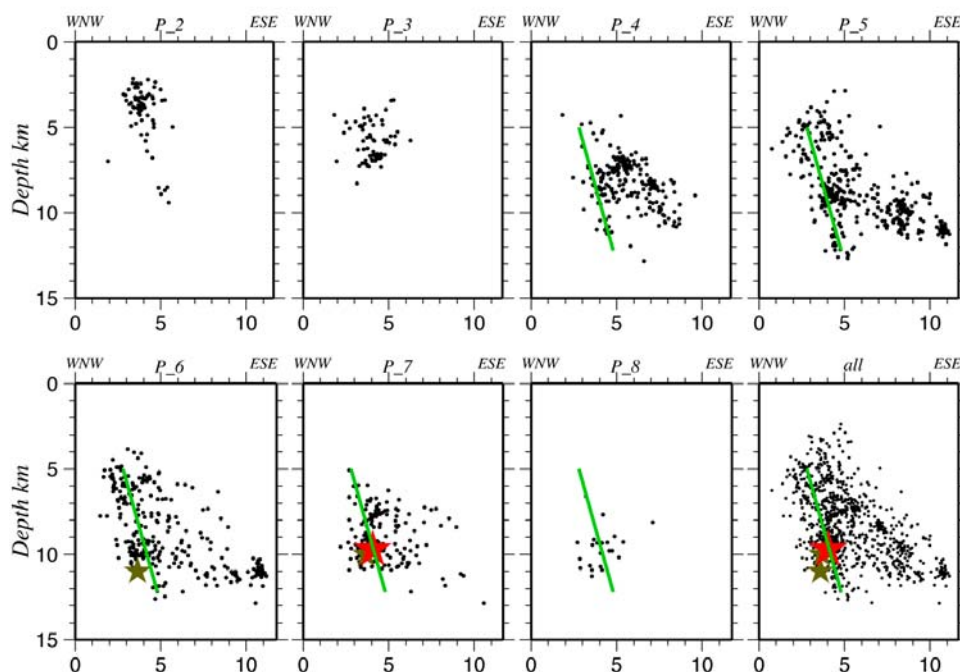 WNW P_2 ESE WNW P_3 ESE WNW P_4 ESE WNW P_5 ESE
0
5
10
15
Depth km
0 5 10 0 5 10 0 5 10 0 5 10
WNW P_6 ESE WNW P_7 ESE WNW P_8 ESE WNW all ESE
0
5
10
15
Depth km
0 5 10 0 5 10 0 5 10 0 5 10